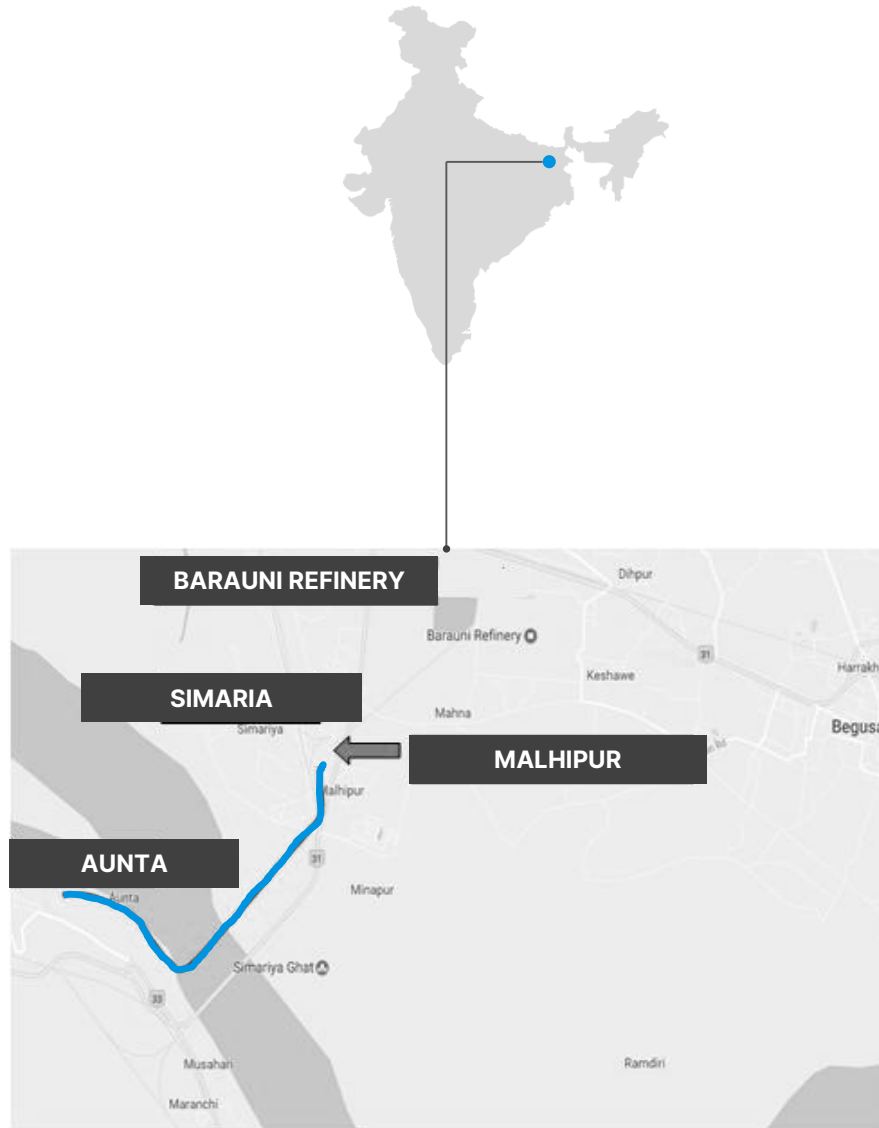 BARAUNI REFINERY
Dihpur
Barauni Refinery
31
Keshawe
Harrakh
SIMARIA
Mahna
Simariya
Begusa
MALHIPUR
Malhipur
AUNTA
31
Minapur
Aunta
Simariya Ghat
33
Musahari
Ramdiri
Maranchi